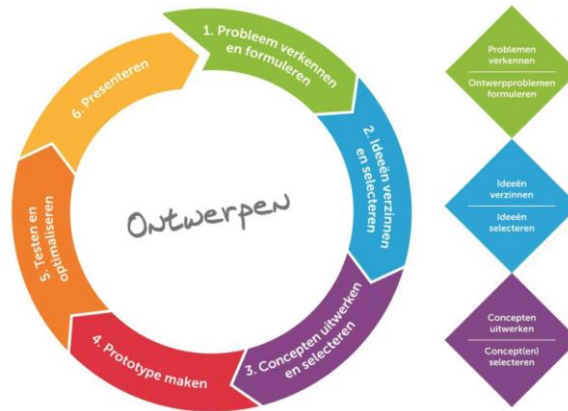 1. Probleem verkennen
en formuleren
2. Ideeën verzinnen
en selecteren
3. Concepten uitwerken
en selecteren
4. Prototype maken
5. Testen en
optimaliseren
6. Presenteren
Ontwerpen
Problemen
verkennen
Ontwerpproblemen
formuleren
Ideeën
verzinnen
Ideeën
selecteren
Concepten
uitwerken
Concept(en)
selecteren